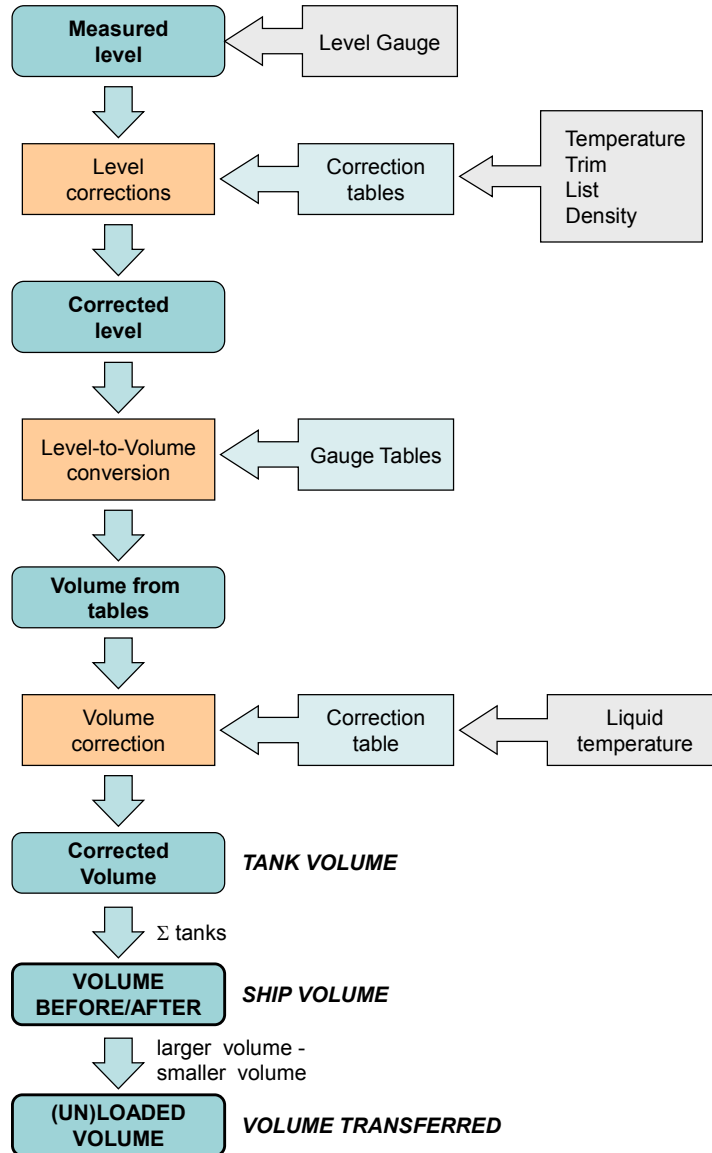 Measured
level
Level Gauge
Level
corrections
Correction
tables
Temperature
Trim
List
Density
Corrected
level
Level-to-Volume
conversion
Gauge Tables
Volume from
tables
Volume
correction
Correction
table
Liquid
temperature
Corrected
Volume
TANK VOLUME
Σ tanks
VOLUME
BEFORE/AFTER
SHIP VOLUME
larger volume -
smaller volume
(UN)LOADED
VOLUME
VOLUME TRANSFERRED